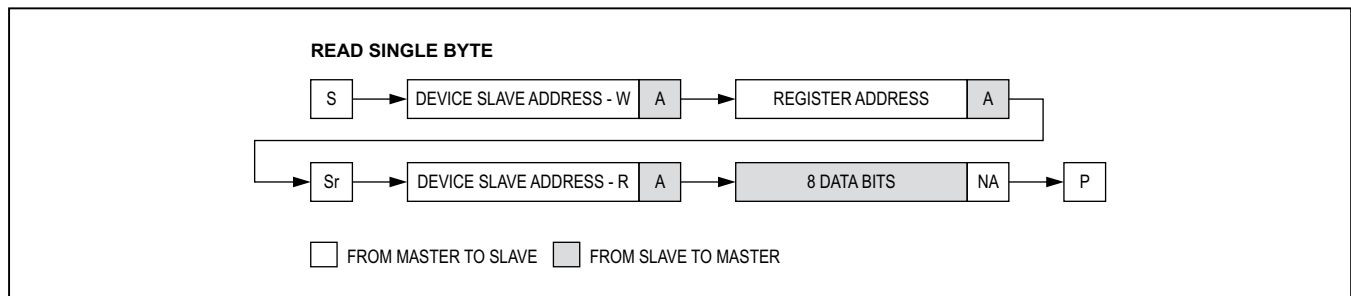 READ SINGLE BYTE
S DEVICE SLAVE ADDRESS - W A REGISTER ADDRESS A
Sr DEVICE SLAVE ADDRESS - R A 8 DATA BITS NA P
FROM MASTER TO SLAVE FROM SLAVE TO MASTER